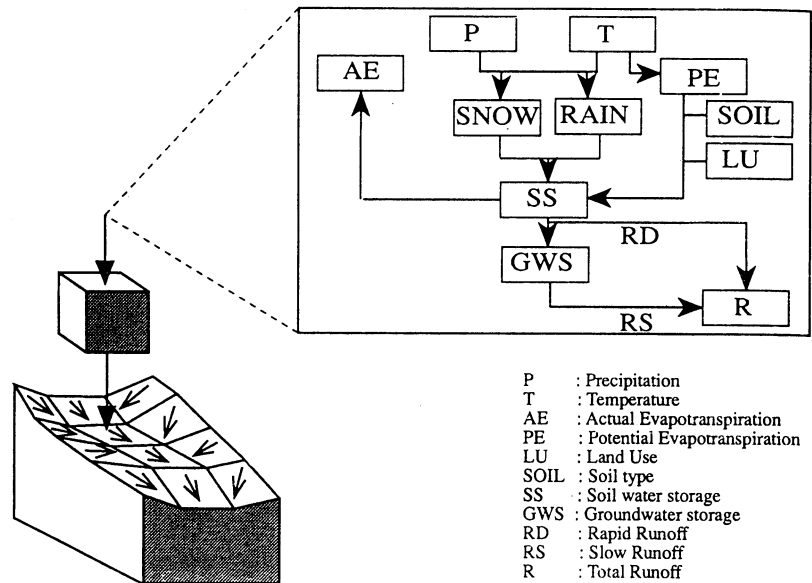 P T
AE PE
SNOW RAIN SOIL
LU
SS
RD
GWS
R
RS
P : Precipitation
T : Temperature
AE : Actual Evapotranspiration
PE : Potential Evapotranspiration
LU : Land Use
SOIL : Soil type
SS : Soil water storage
GWS : Groundwater storage
RD : Rapid Runoff
RS : Slow Runoff
R : Total Runoff